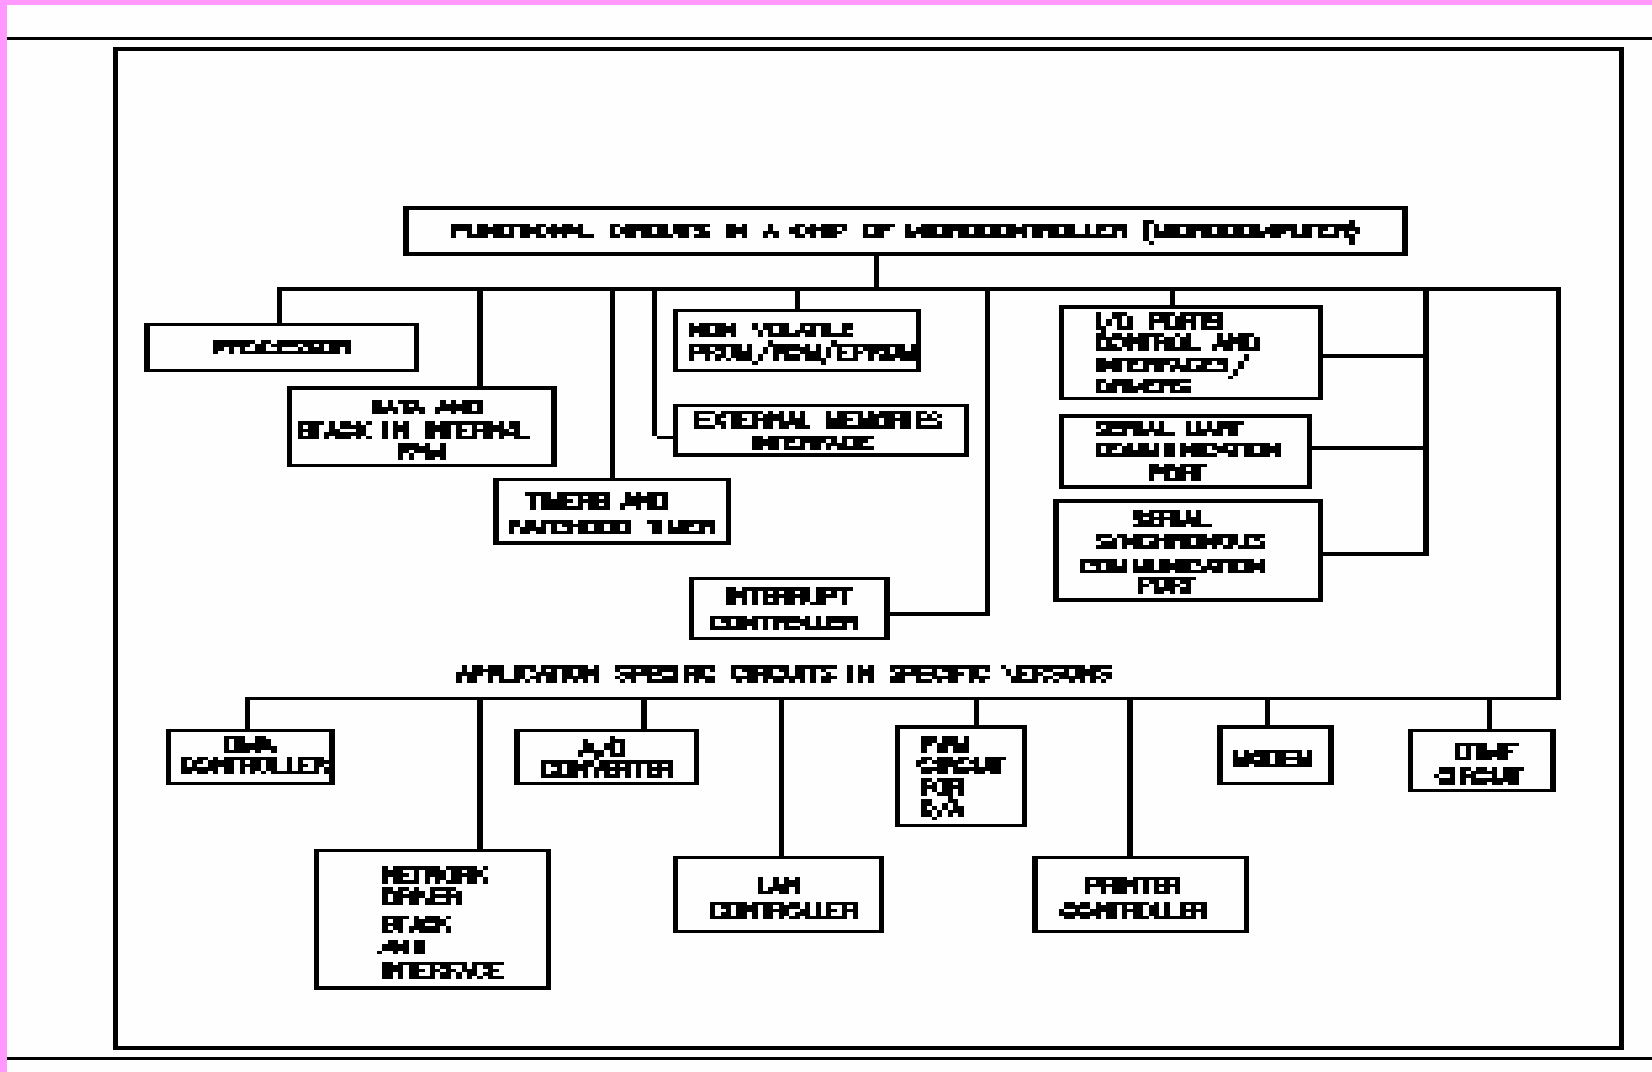 FUNCTIONAL CIRCUITS IN A CHIP OF MICROCONTROLLER (MICROCOMPUTER)
PROCESSOR
DATA AND
STACK IN INTERNAL
RAM
TIMERS AND
WATCHDOG TIMER
NON VOLATILE
PROM/ROM/EPROM
EXTERNAL MEMORIES
INTERFACE
INTERRUPT
CONTROLLER
I/O PORTS
CONTROL AND
INTERFACES/
DRIVERS
SERIAL UART
COMMUNICATION
PORT
SERIAL
SYNCHRONOUS
COMMUNICATION
PORT
APPLICATION SPECIFIC CIRCUITS IN SPECIFIC VERSIONS
DMA
CONTROLLER
NETWORK
DRIVER
STACK
AND
INTERFACE
A/D
CONVERTER
LAN
CONTROLLER
PWM
CIRCUIT
FOR
D/A
PRINTER
CONTROLLER
MODEM
DTMF
CIRCUIT